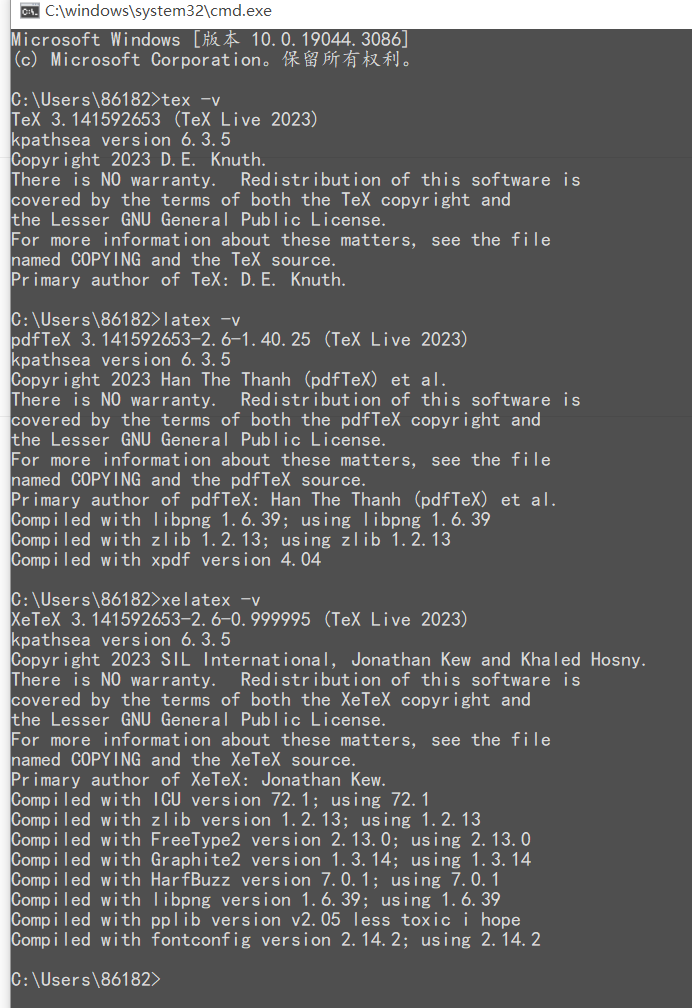 C:\windows\system32\cmd.exe
Microsoft Windows [版本 10.0.19044.3086]
(c) Microsoft Corporation。保留所有权利。
C:\Users\86182>tex -v
TeX 3.141592653 (TeX Live 2023)
kpathsea version 6.3.5
Copyright 2023 D.E. Knuth.
There is NO warranty.  Redistribution of this software is
covered by the terms of both the TeX copyright and
the Lesser GNU General Public License.
For more information about these matters, see the file
named COPYING and the TeX source.
Primary author of TeX: D.E. Knuth.
C:\Users\86182>latex -v
pdfTeX 3.141592653-2.6-1.40.25 (TeX Live 2023)
kpathsea version 6.3.5
Copyright 2023 Han The Thanh (pdfTeX) et al.
There is NO warranty.  Redistribution of this software is
covered by the terms of both the pdfTeX copyright and
the Lesser GNU General Public License.
For more information about these matters, see the file
named COPYING and the pdfTeX source.
Primary author of pdfTeX: Han The Thanh (pdfTeX) et al.
Compiled with libpng 1.6.39; using libpng 1.6.39
Compiled with zlib 1.2.13; using zlib 1.2.13
Compiled with xpdf version 4.04
C:\Users\86182>xelatex -v
XeTeX 3.141592653-2.6-0.999995 (TeX Live 2023)
kpathsea version 6.3.5
Copyright 2023 SIL International, Jonathan Kew and Khaled Hosny.
There is NO warranty.  Redistribution of this software is
covered by the terms of both the XeTeX copyright and
the Lesser GNU General Public License.
For more information about these matters, see the file
named COPYING and the XeTeX source.
Primary author of XeTeX: Jonathan Kew.
Compiled with ICU version 72.1; using 72.1
Compiled with zlib version 1.2.13; using 1.2.13
Compiled with FreeType2 version 2.13.0; using 2.13.0
Compiled with Graphite2 version 1.3.14; using 1.3.14
Compiled with HarfBuzz version 7.0.1; using 7.0.1
Compiled with libpng version 1.6.39; using 1.6.39
Compiled with pplib version v2.05 less toxic i hope
Compiled with fontconfig version 2.14.2; using 2.14.2
C:\Users\86182>